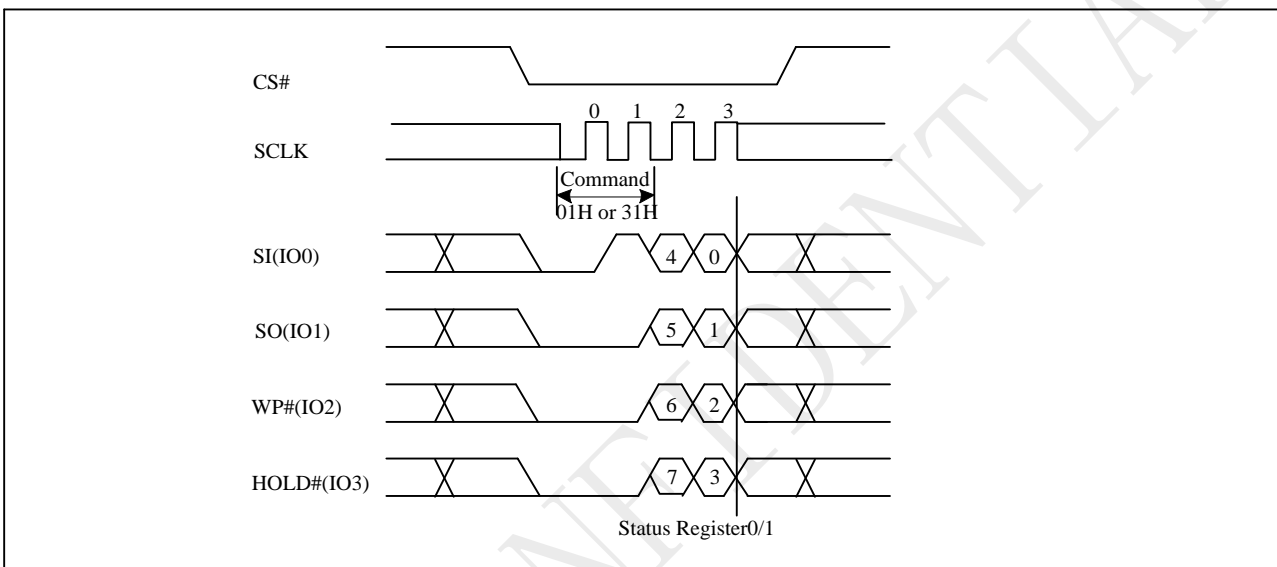 CS#
0 1 2 3
SCLK
Command
01H or 31H
SI(IO0) 4 0
SO(IO1) 5 1
WP#(IO2) 6 2
HOLD#(IO3) 7 3
Status Register0/1
NFIDENTIA